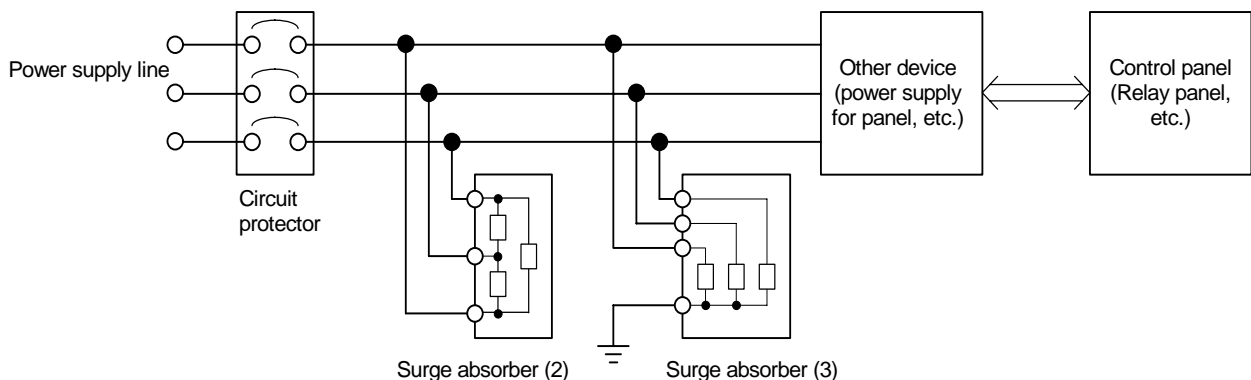 Power supply line
Circuit
protector
Other device
(power supply
for panel, etc.)
Control panel
(Relay panel,
etc.)
Surge absorber (2)
Surge absorber (3)